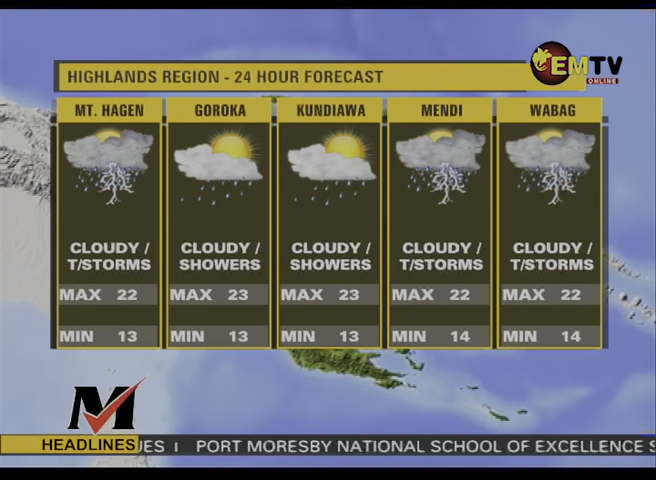 EMTV
ONLINE
HIGHLANDS REGION - 24 HOUR FORECAST
MT. HAGEN
CLOUDY /
T/STORMS
MAX 22
MIN 13
GOROKA
CLOUDY /
SHOWERS
MAX 23
MIN 13
KUNDIAWA
CLOUDY /
SHOWERS
MAX 23
MIN 13
MENDI
CLOUDY /
T/STORMS
MAX 22
MIN 14
WABAG
CLOUDY /
T/STORMS
MAX 22
MIN 14
M
HEADLINES UES | PORT MORESBY NATIONAL SCHOOL OF EXCELLENCE S